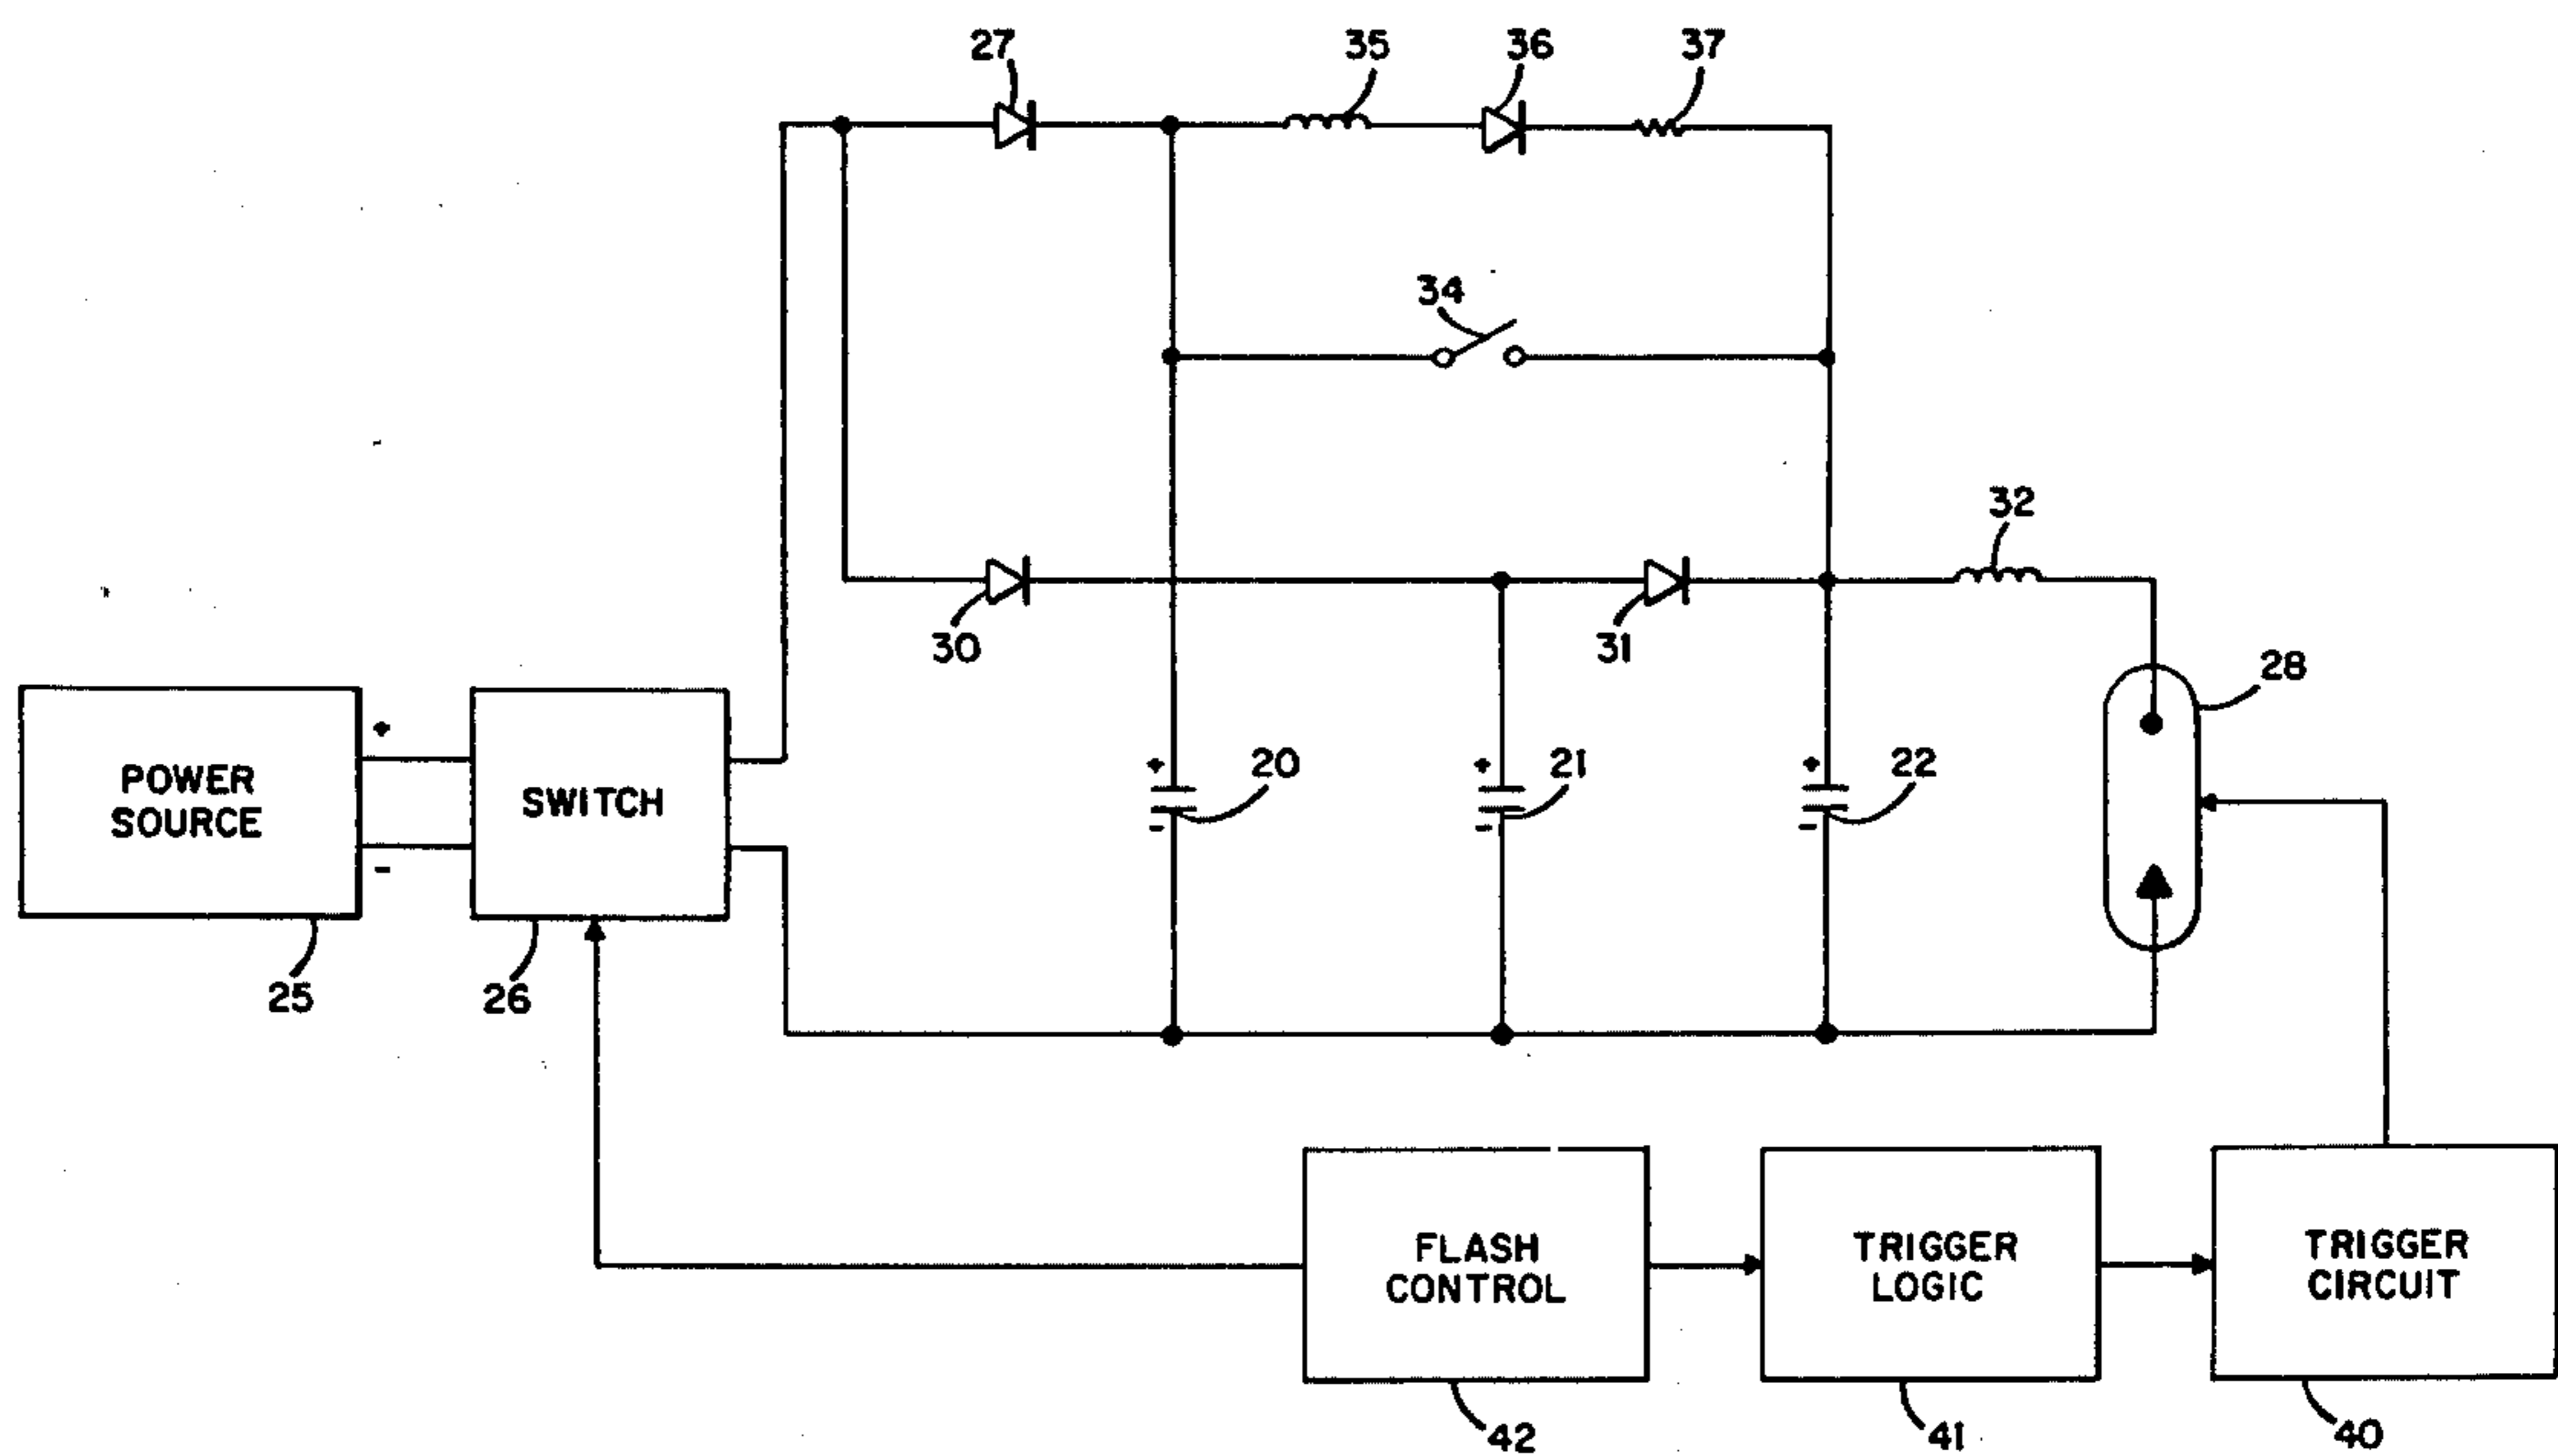 27
35
36
37
34
32
30
31
28
+
-
POWER
SOURCE
SWITCH
+
-
20
+
-
21
+
-
22
25
26
FLASH
CONTROL
TRIGGER
LOGIC
TRIGGER
CIRCUIT
42
41
40